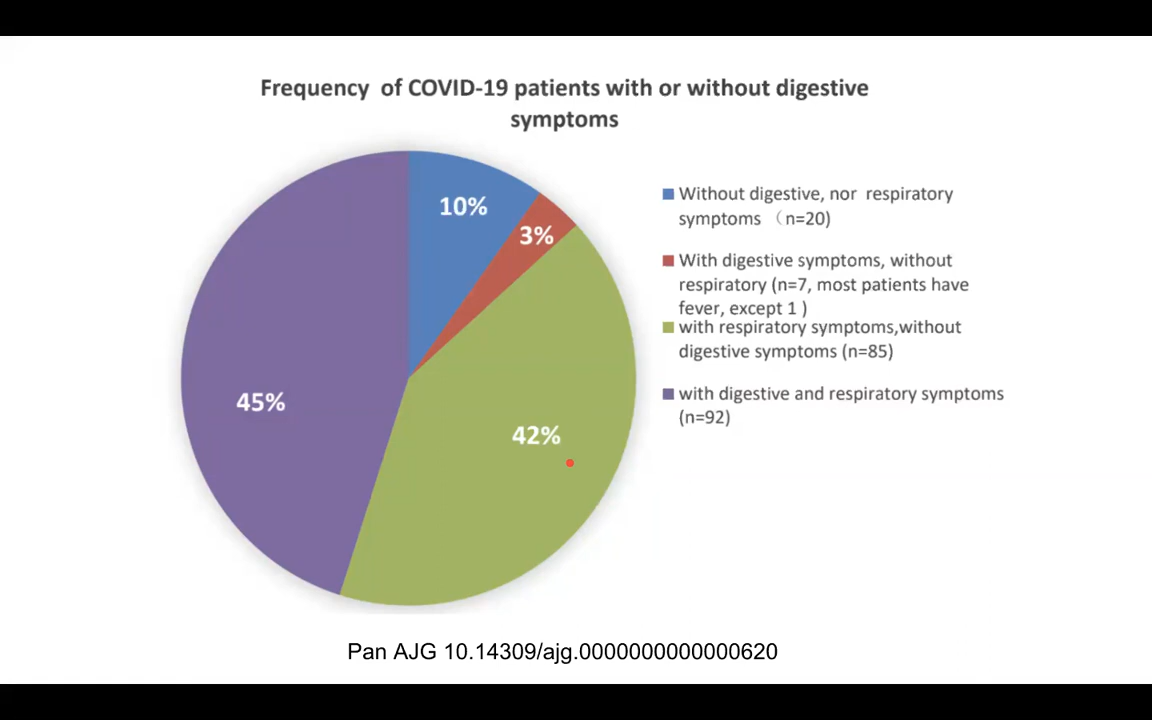 Frequency of COVID-19 patients with or without digestive
symptoms
10%
3%
42%
45%
Without digestive, nor respiratory
symptoms （n=20)
With digestive symptoms, without
respiratory (n=7, most patients have
fever, except 1 )
with respiratory symptoms,without
digestive symptoms (n=85)
with digestive and respiratory symptoms
(n=92)
Pan AJG 10.14309/ajg.0000000000000620